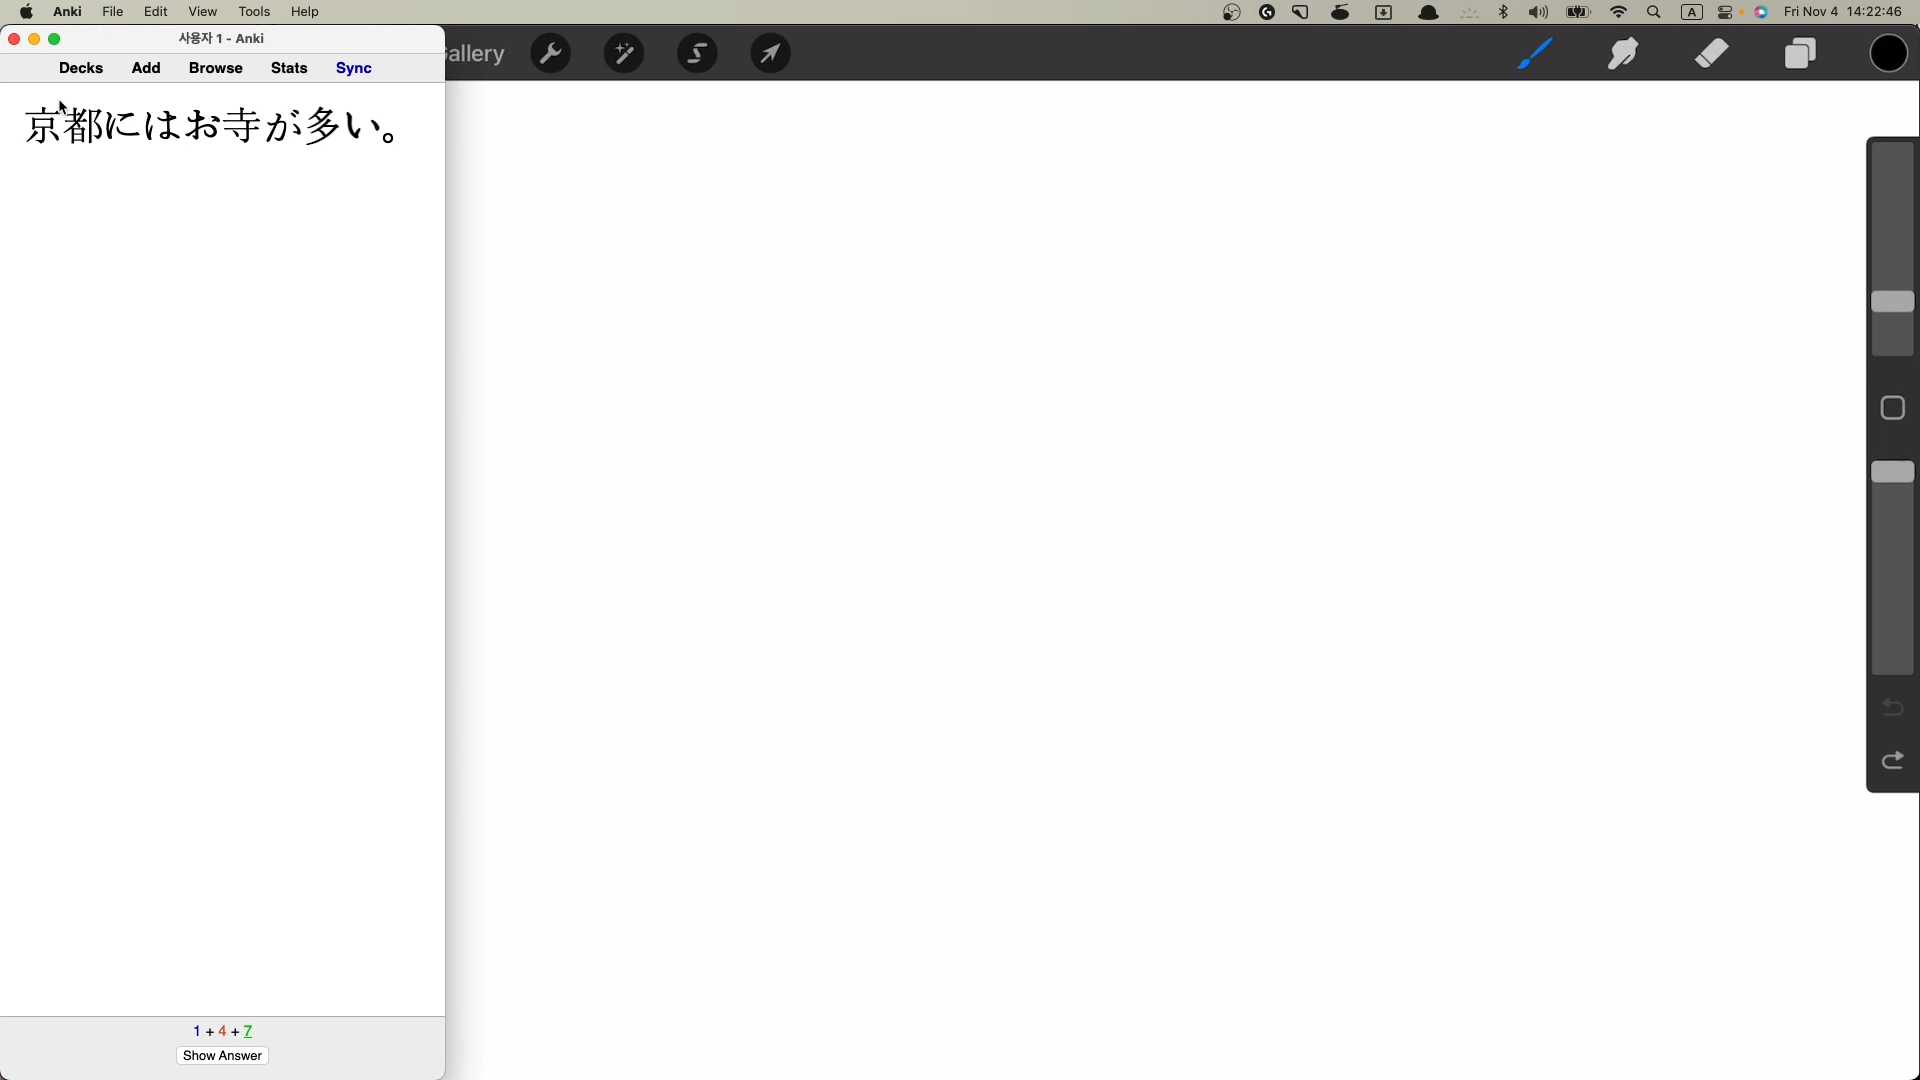 Anki File Edit View Tools Help A Fri Nov 4 14:22:46
사용자 1 - Anki
Gallery
Decks Add Browse Stats Sync
京都にはお寺が多い。
1 + 4 + 7
Show Answer